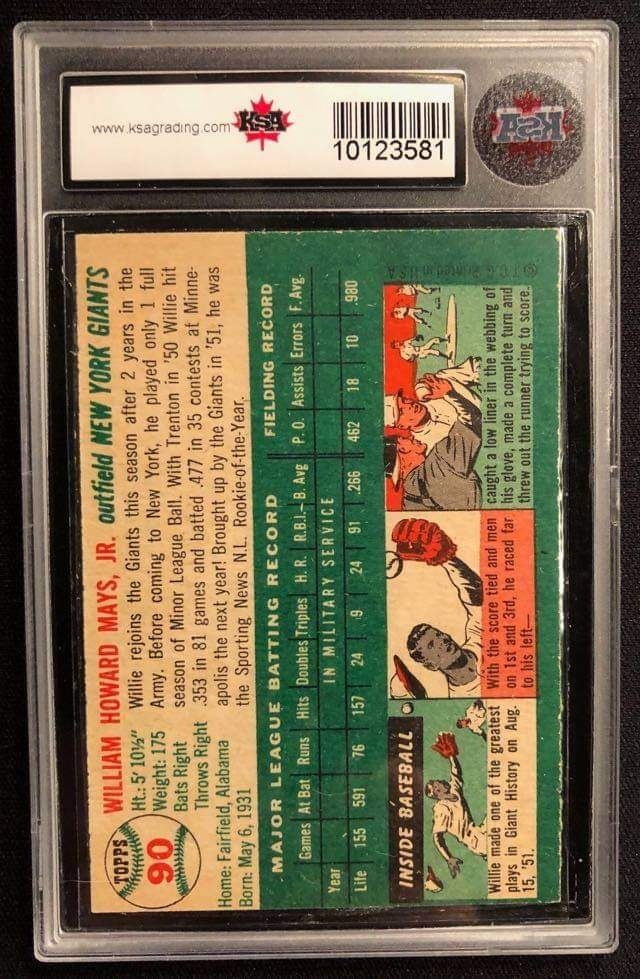 www.ksagrading.com
KSA
10123581
KSA
TOPPS
90
WILLIAM HOWARD MAYS, JR. outfield NEW YORK GIANTS
Ht.: 5' 10½"
Weight: 175
Bats Right
Throws Right
Home: Fairfield, Alabama
Born: May 6, 1931
Willie rejoins the Giants this season after 2 years in the
Army. Before coming to New York, he played only 1 full
season of Minor League Ball. With Trenton in '50 Willie hit
.353 in 81 games and batted .477 in 35 contests at Minne-
apolis the next year! Brought up by the Giants in '51, he was
the Sporting News N.L. Rookie-of-the-Year.
MAJOR LEAGUE BATTING RECORD FIELDING RECORD
Games At Bat Runs Hits Doubles Triples H. R. R.B.I. B. Avg P. O. Assists Errors F. Avg.
Year IN MILITARY SERVICE
Life 155 591 76 157 24 9 24 91 .266 462 18 10 .980
INSIDE BASEBALL
Willie made one of the greatest
plays in Giant History on Aug.
15, '51.
With the score tied and men
on 1st and 3rd, he raced far
to his left—
caught a low liner in the webbing of
his glove, made a complete turn and
threw out the runner trying to score.
© T.C.G. Printed in U.S.A.